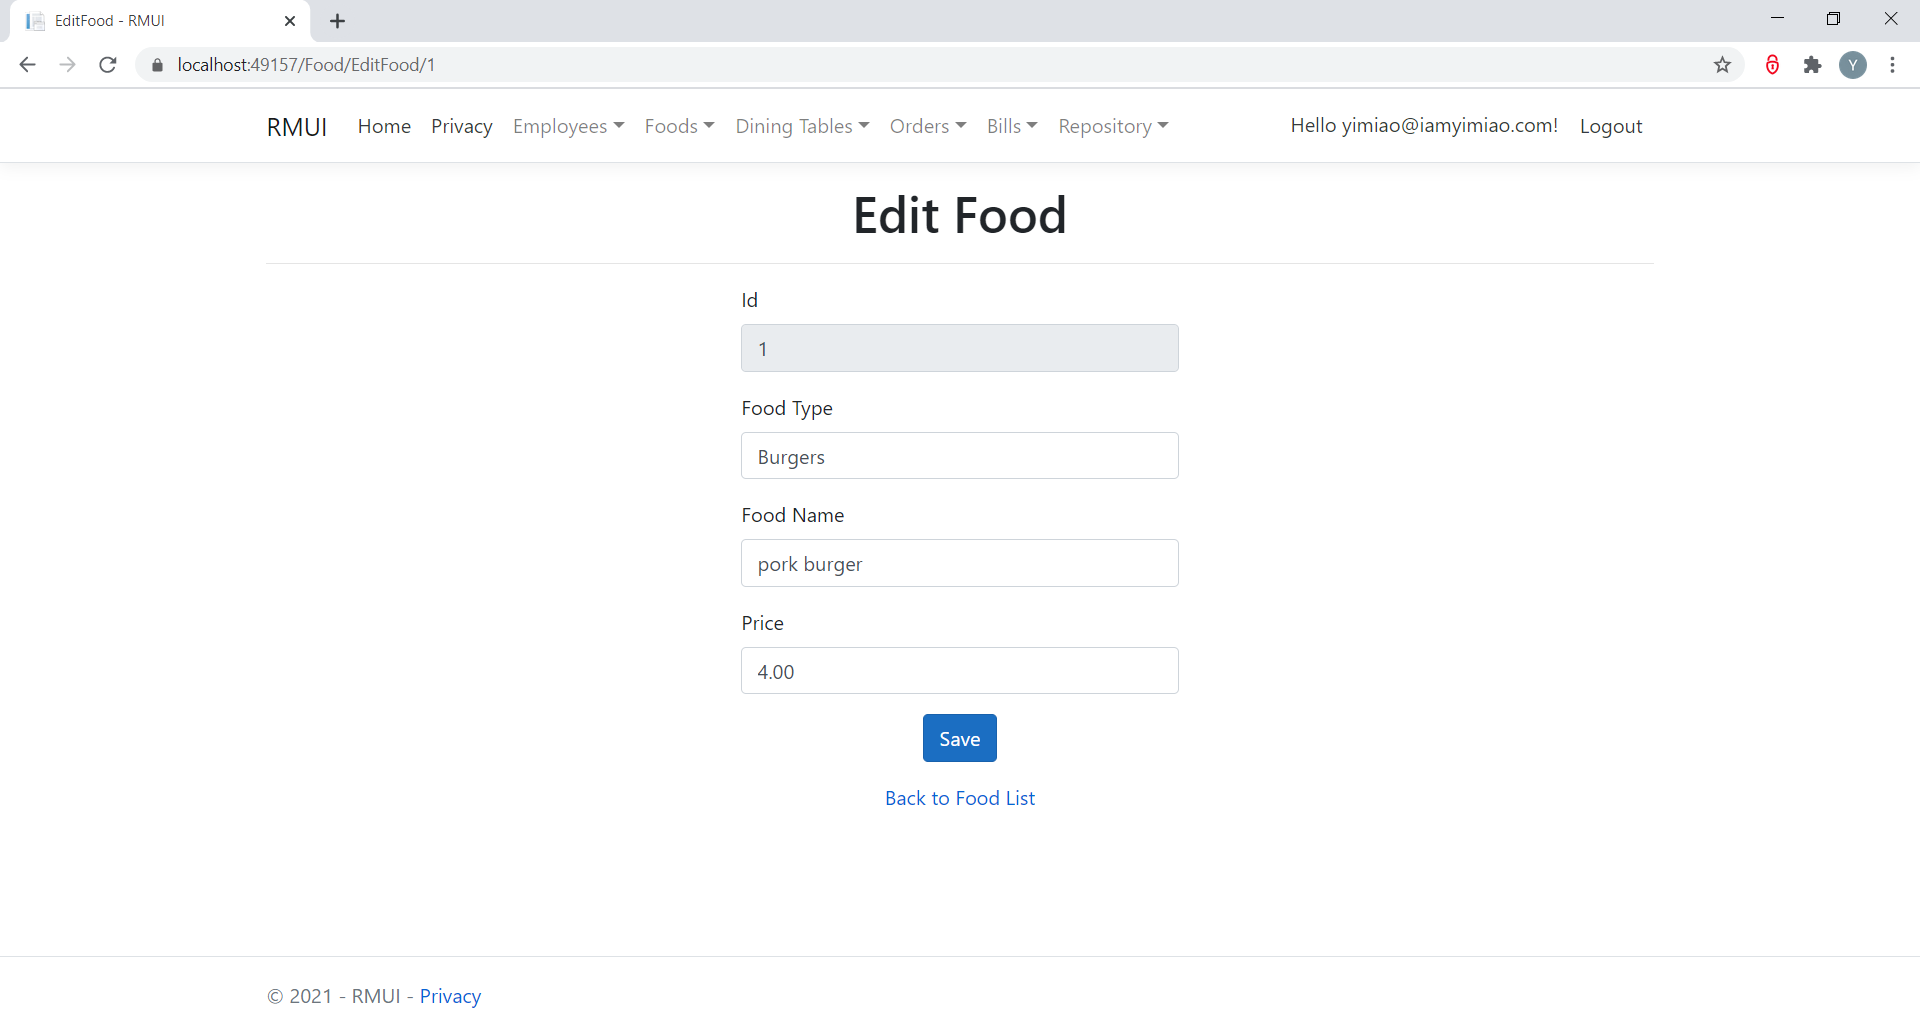 EditFood - RMUI
localhost:49157/Food/EditFood/1
Y
RMUI Home Privacy Employees Foods Dining Tables Orders Bills Repository Hello yimiao@iamyimiao.com! Logout
Edit Food
Id
1
Food Type
Burgers
Food Name
pork burger
Price
4.00
Save
Back to Food List
© 2021 - RMUI - Privacy